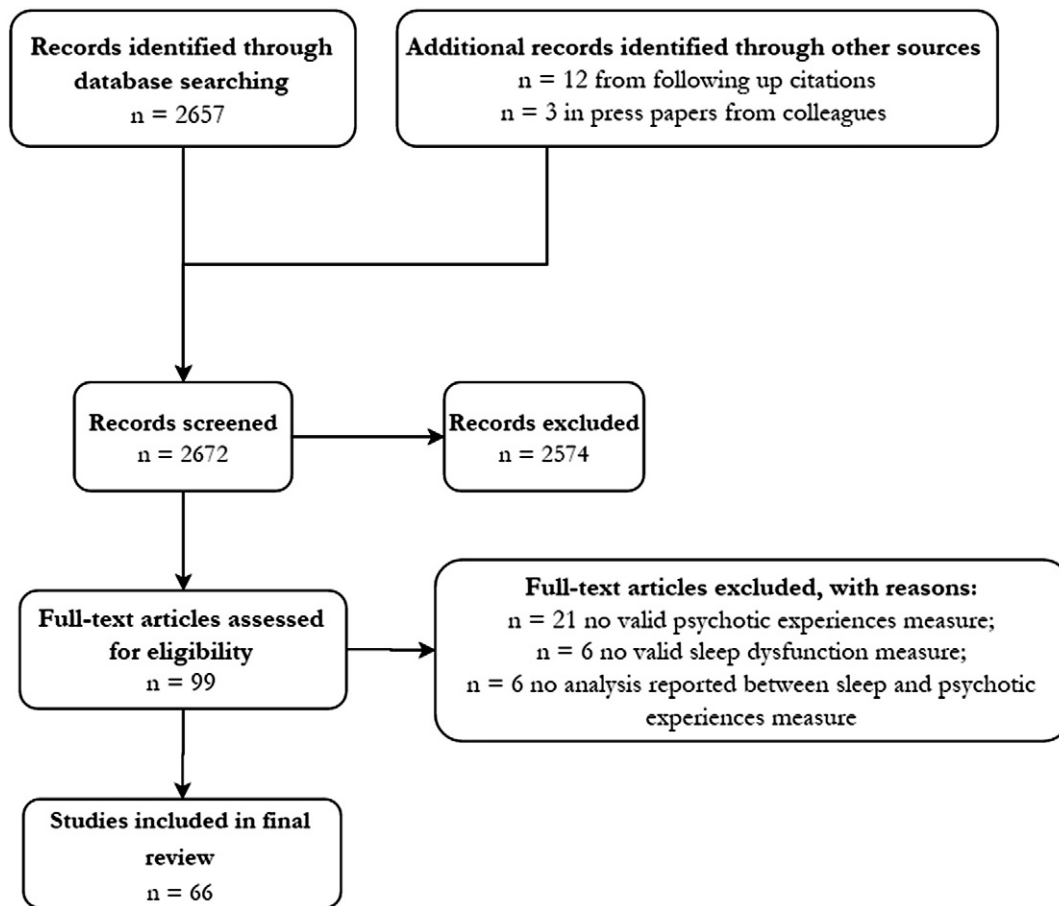 Records identified through
database searching
n = 2657
Additional records identified through other sources
n = 12 from following up citations
n = 3 in press papers from colleagues
Records screened
n = 2672
Records excluded
n = 2574
Full-text articles assessed
for eligibility
n = 99
Full-text articles excluded, with reasons:
n = 21 no valid psychotic experiences measure;
n = 6 no valid sleep dysfunction measure;
n = 6 no analysis reported between sleep and psychotic
experiences measure
Studies included in final
review
n = 66